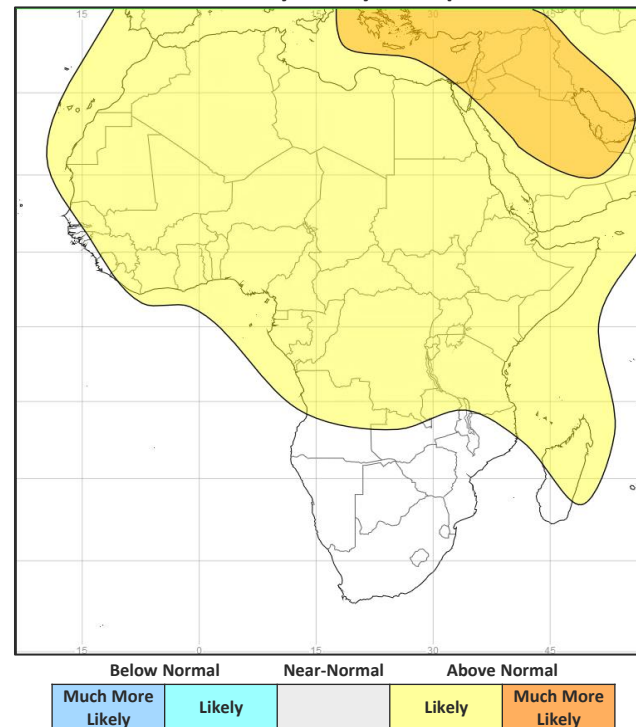 15 30
15 0 15 30 45
Below Normal Near-Normal Above Normal
Much More Likely Likely Likely Much More Likely